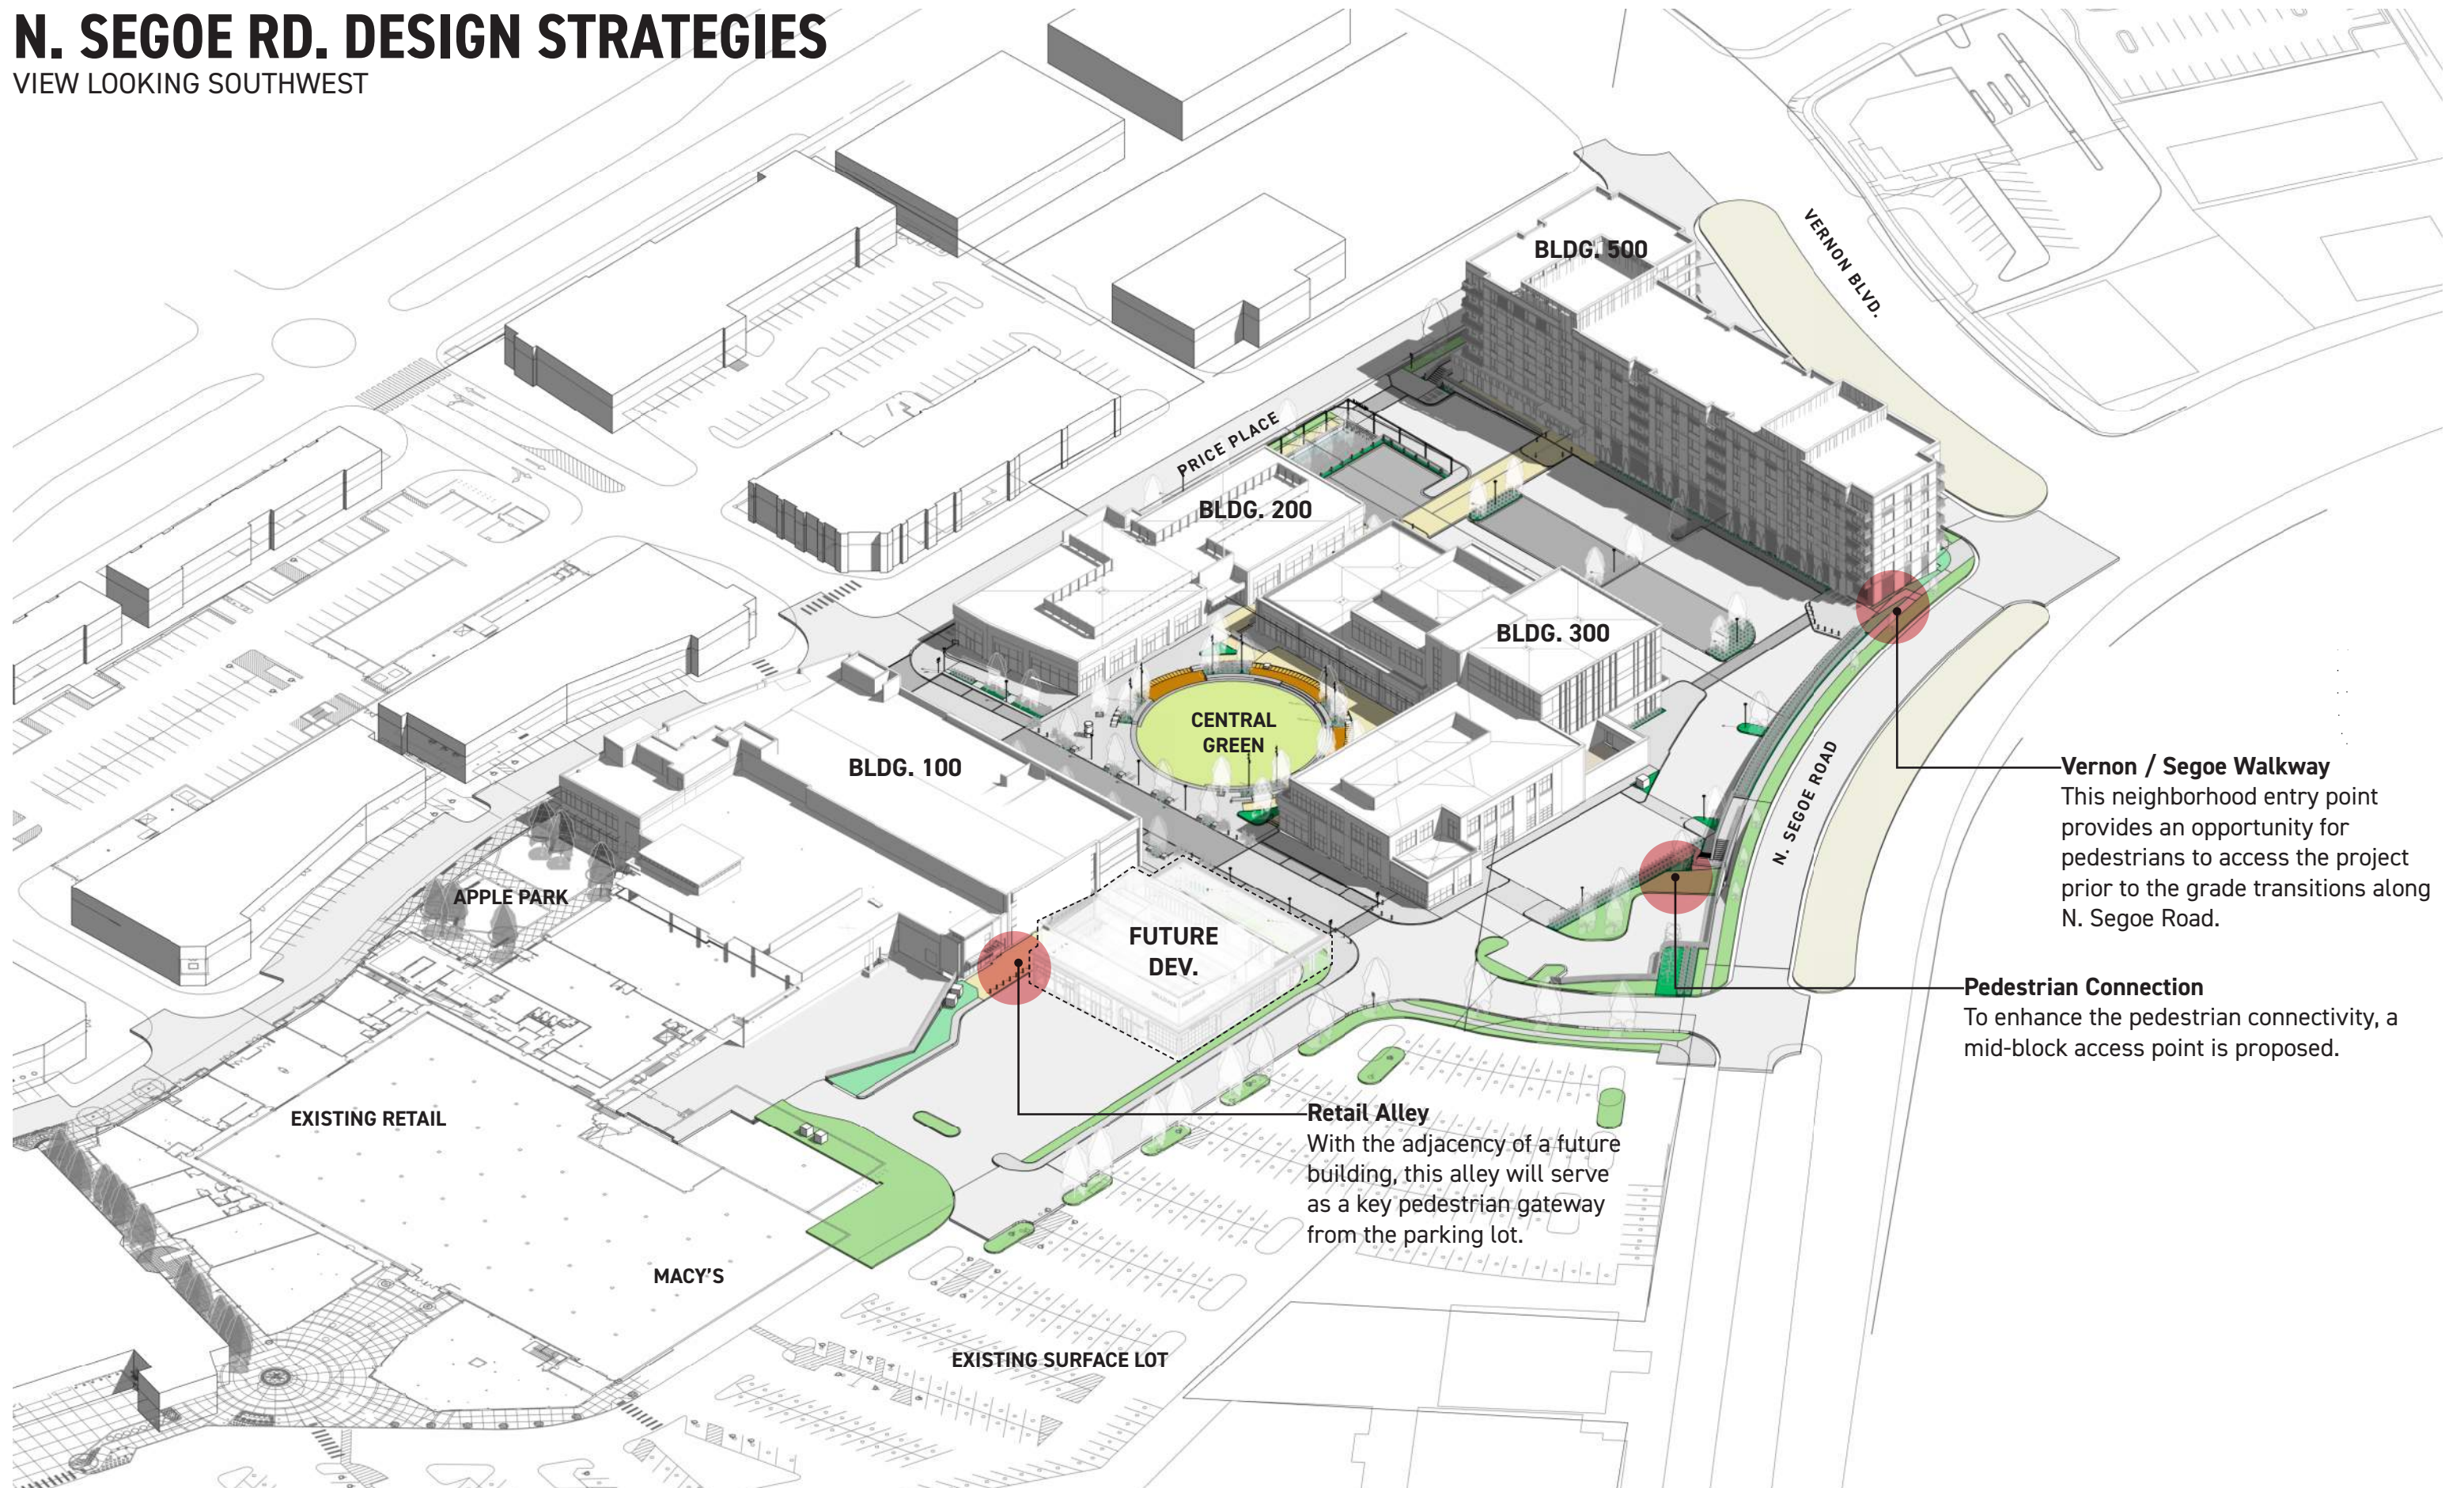 N. SEGOE RD. DESIGN STRATEGIES
VIEW LOOKING SOUTHWEST
BLDG. 500
VERNON BLVD.
PRICE PLACE
BLDG. 200
BLDG. 300
CENTRAL
GREEN
BLDG. 100
N. SEGOE ROAD
Vernon / Segoe Walkway
This neighborhood entry point
provides an opportunity for
pedestrians to access the project
prior to the grade transitions along
N. Segoe Road.
APPLE PARK
FUTURE
DEV.
Pedestrian Connection
To enhance the pedestrian connectivity, a
mid-block access point is proposed.
EXISTING RETAIL
Retail Alley
With the adjacency of a future
building, this alley will serve
as a key pedestrian gateway
from the parking lot.
MACY'S
EXISTING SURFACE LOT